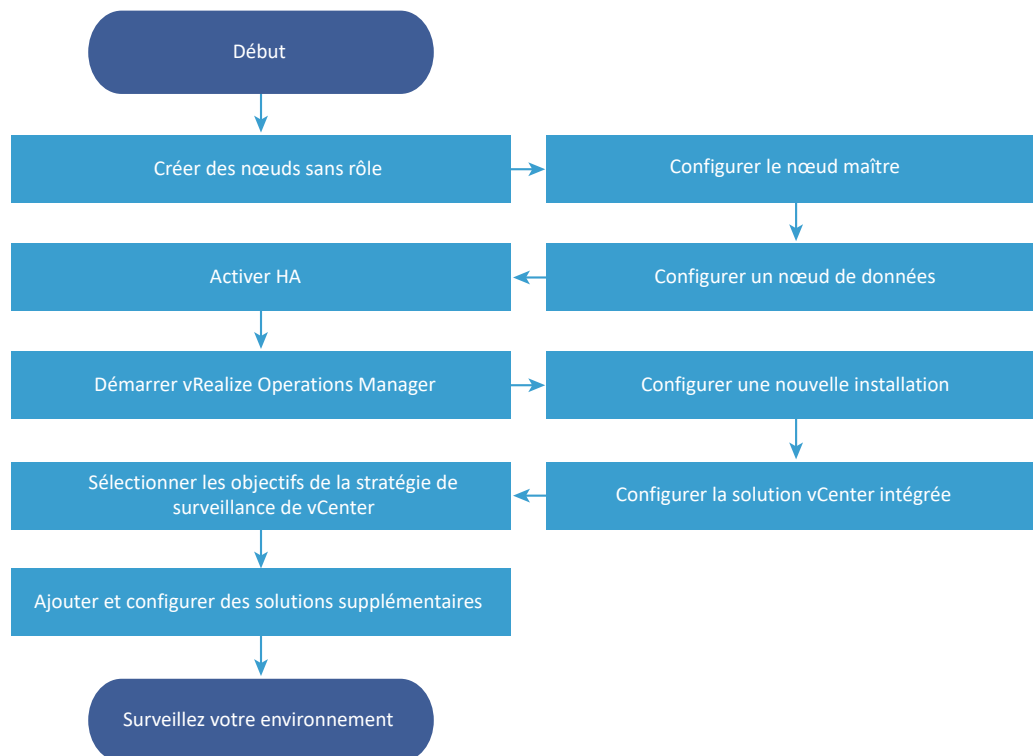 Début
Créer des nœuds sans rôle
Configurer le nœud maître
Configurer un nœud de données
Activer HA
Démarrer vRealize Operations Manager
Configurer une nouvelle installation
Configurer la solution vCenter intégrée
Sélectionner les objectifs de la stratégie de
surveillance de vCenter
Ajouter et configurer des solutions supplémentaires
Surveillez votre environnement